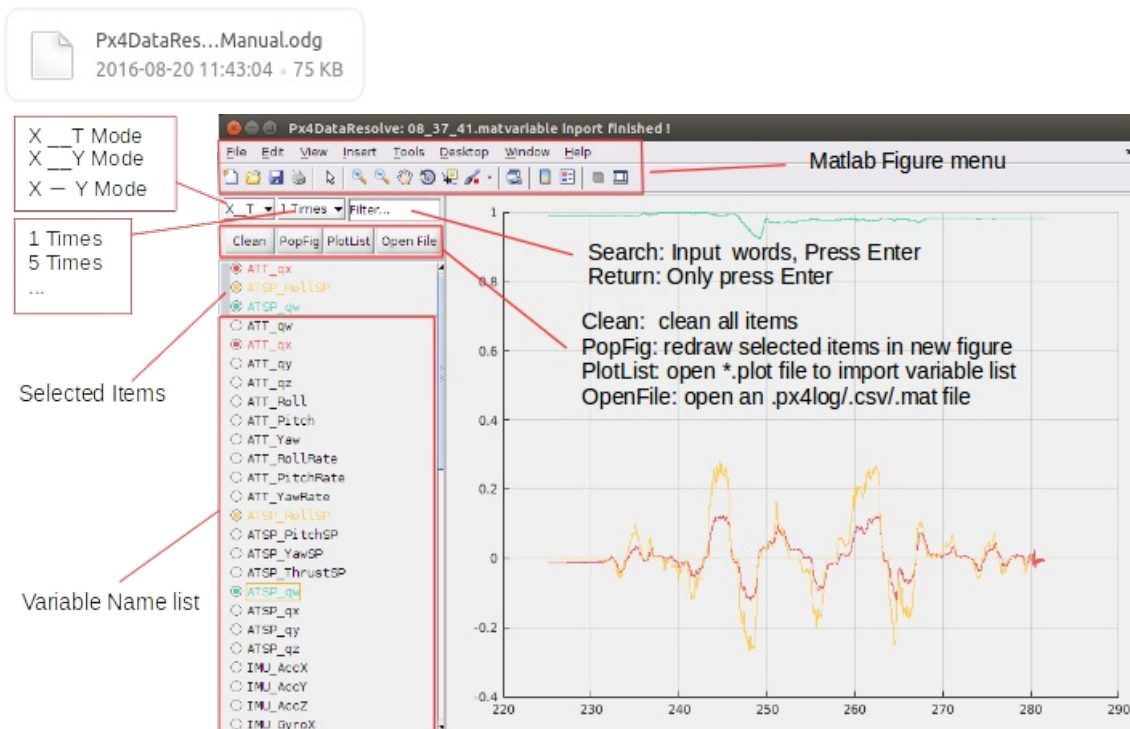 Px4DataRes...Manual.odg
2016-08-20 11:43:04 • 75 KB
X __T Mode
X __Y Mode
X – Y Mode
1 Times
5 Times
...
Selected Items
Variable Name list
Px4DataResolve: 08_37_41.matvariable inport finished !
File Edit View Insert Tools Desktop Window Help
Matlab Figure menu
X__T 1 Times Filter...
Clean PopFig PlotList Open File
ATT_qx
ATSP_RollSP
ATSP_qw
ATT_qw
ATT_qx
ATT_qy
ATT_qz
ATT_Roll
ATT_Pitch
ATT_Yaw
ATT_RollRate
ATT_PitchRate
ATT_YawRate
ATSP_RollSP
ATSP_PitchSP
ATSP_YawSP
ATSP_ThrustSP
ATSP_qw
ATSP_qx
ATSP_qy
ATSP_qz
IMU_AccX
IMU_AccY
IMU_AccZ
IMU_GyroX
Search: Input words, Press Enter
Return: Only press Enter
Clean: clean all items
PopFig: redraw selected items in new figure
PlotList: open *.plot file to import variable list
OpenFile: open an .px4log/.csv/.mat file
1
0.8
0.6
0.4
0.2
0
-0.2
-0.4
220 230 240 250 260 270 280 290